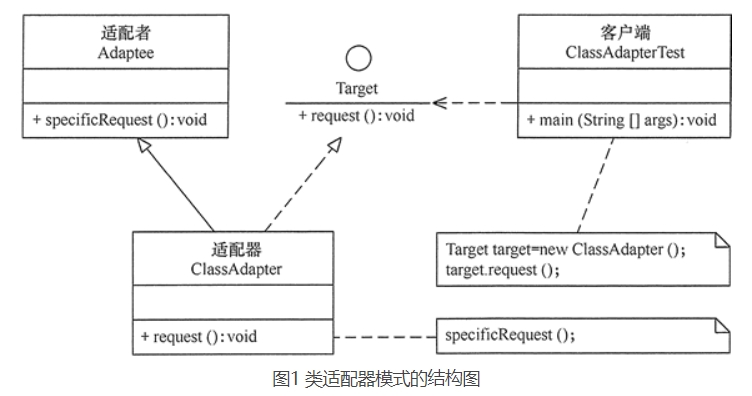 适配者
Adaptee
+ specificRequest (): void
Target
+ request (): void
客户端
ClassAdapterTest
+ main (String [] args): void
适配器
ClassAdapter
+ request (): void
Target target=new ClassAdapter ();
target.request ();
specificRequest ();
图1 类适配器模式的结构图